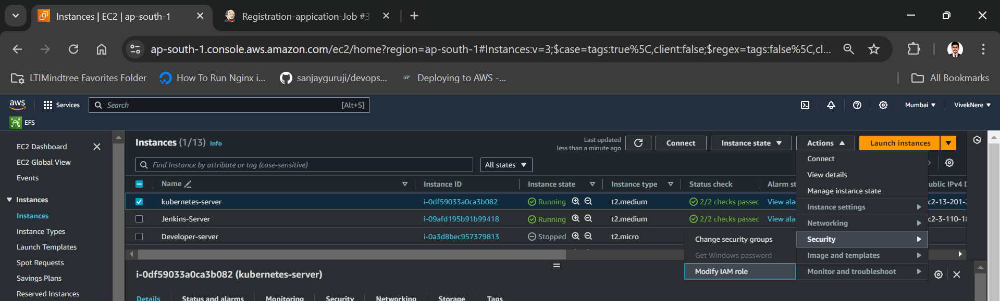 Instances | EC2 | ap-south-1
Registration-appication-Job #3
ap-south-1.console.aws.amazon.com/ec2/home?region=ap-south-1#Instances:v=3;$case=tags:true%5C,client:false;$regex=tags:false%5C,cl...
LTIMindtree Favorites Folder
How To Run Nginx i...
sanjayguruji/devops...
Deploying to AWS -...
All Bookmarks
aws
Services
Search
[Alt+S]
Mumbai
VivekNere
EFS
EC2 Dashboard
EC2 Global View
Events
Instances
Instances
Instance Types
Launch Templates
Spot Requests
Savings Plans
Reserved Instances
Instances (1/13) Info
Last updated
less than a minute ago
Connect
Instance state
Actions
Launch instances
Find Instance by attribute or tag (case-sensitive)
All states
Name
Instance ID
Instance state
Instance type
Status check
Alarm st
ublic IPv4 D
kubernetes-server
i-0df59033a0ca3b082
Running
t2.medium
2/2 checks passec
View alar
c2-13-201-2
Jenkins-Server
i-09afd195b91b99418
Running
t2.medium
2/2 checks passec
View alar
c2-3-110-18
Developer-server
i-0a3d8bec957379813
Stopped
t2.micro
Connect
View details
Manage instance state
Instance settings
Networking
Security
Image and templates
Monitor and troubleshoot
Change security groups
Get Windows password
Modify IAM role
i-0df59033a0ca3b082 (kubernetes-server)
Details
Status and alarms
Monitoring
Security
Networking
Storage
Tags